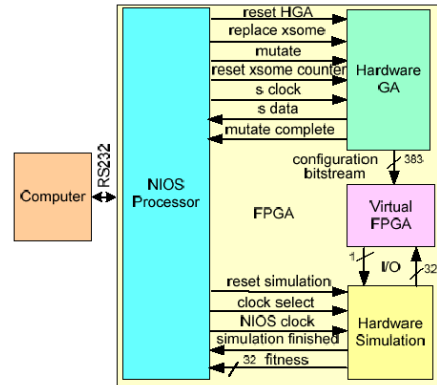 reset HGA
replace xsome
mutate
reset xsome counter
s clock
s data
mutate complete
Hardware
GA
configuration
bitstream
383
RS232
Computer
NIOS
Processor
FPGA
Virtual
FPGA
1
I/O
32
reset simulation
clock select
NIOS clock
simulation finished
32 fitness
Hardware
Simulation